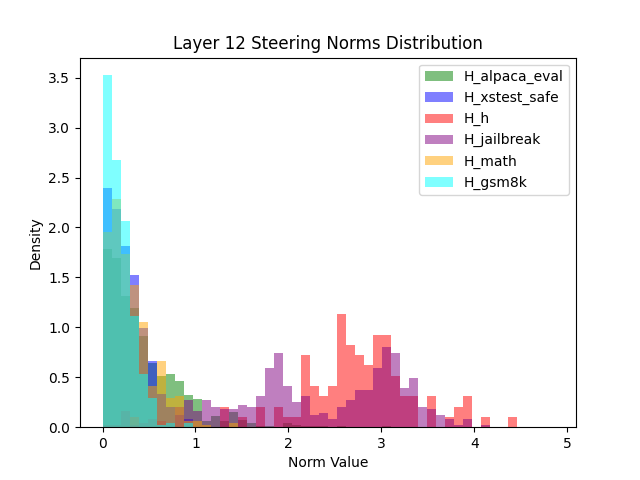 Layer 12 Steering Norms Distribution
H_alpaca_eval
H_xstest_safe
H_h
H_jailbreak
H_math
H_gsm8k
3.5
3.0
2.5
2.0
1.5
1.0
0.5
0.0
Density
0 1 2 3 4 5
Norm Value